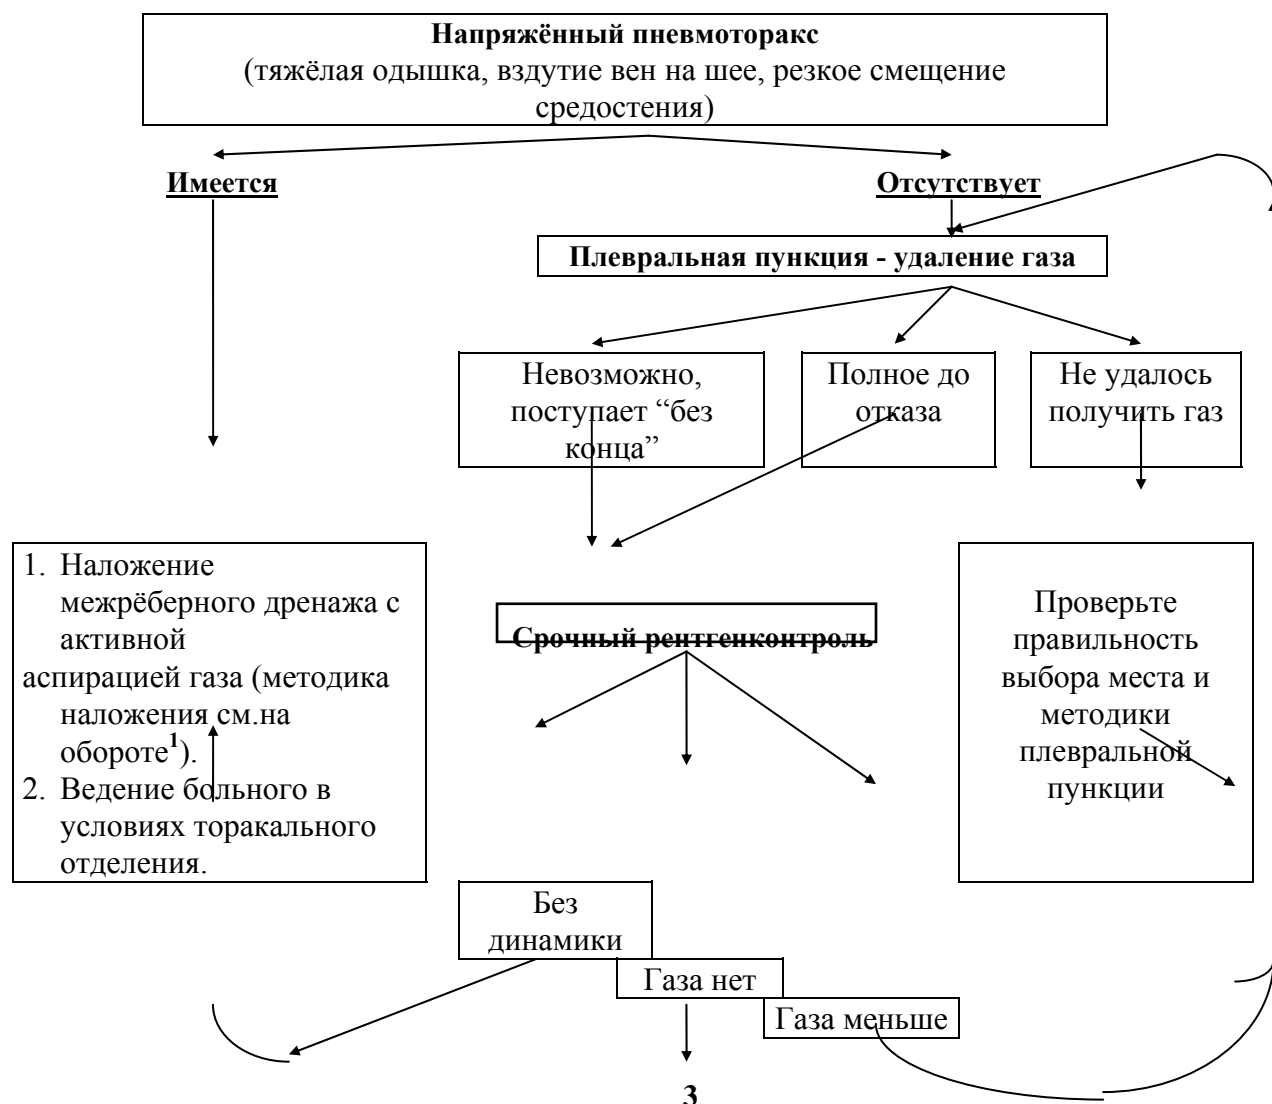 Напряжённый пневмоторакс
(тяжёлая одышка, вздутие вен на шее, резкое смещение
средостения)
Имеется
Отсутствует
Плевральная пункция - удаление газа
Невозможно,
поступает “без
конца”
Полное до
отказа
Не удалось
получить газ
1. Наложение
межрёберного дренажа с
активной
аспирацией газа (методика
наложения см.на
обороте¹).
2. Ведение больного в
условиях торакального
отделения.
Срочный рентгенконтроль
Проверьте
правильность
выбора места и
методики
плевральной
пункции
Без
динамики
Газа нет
Газа меньше
3